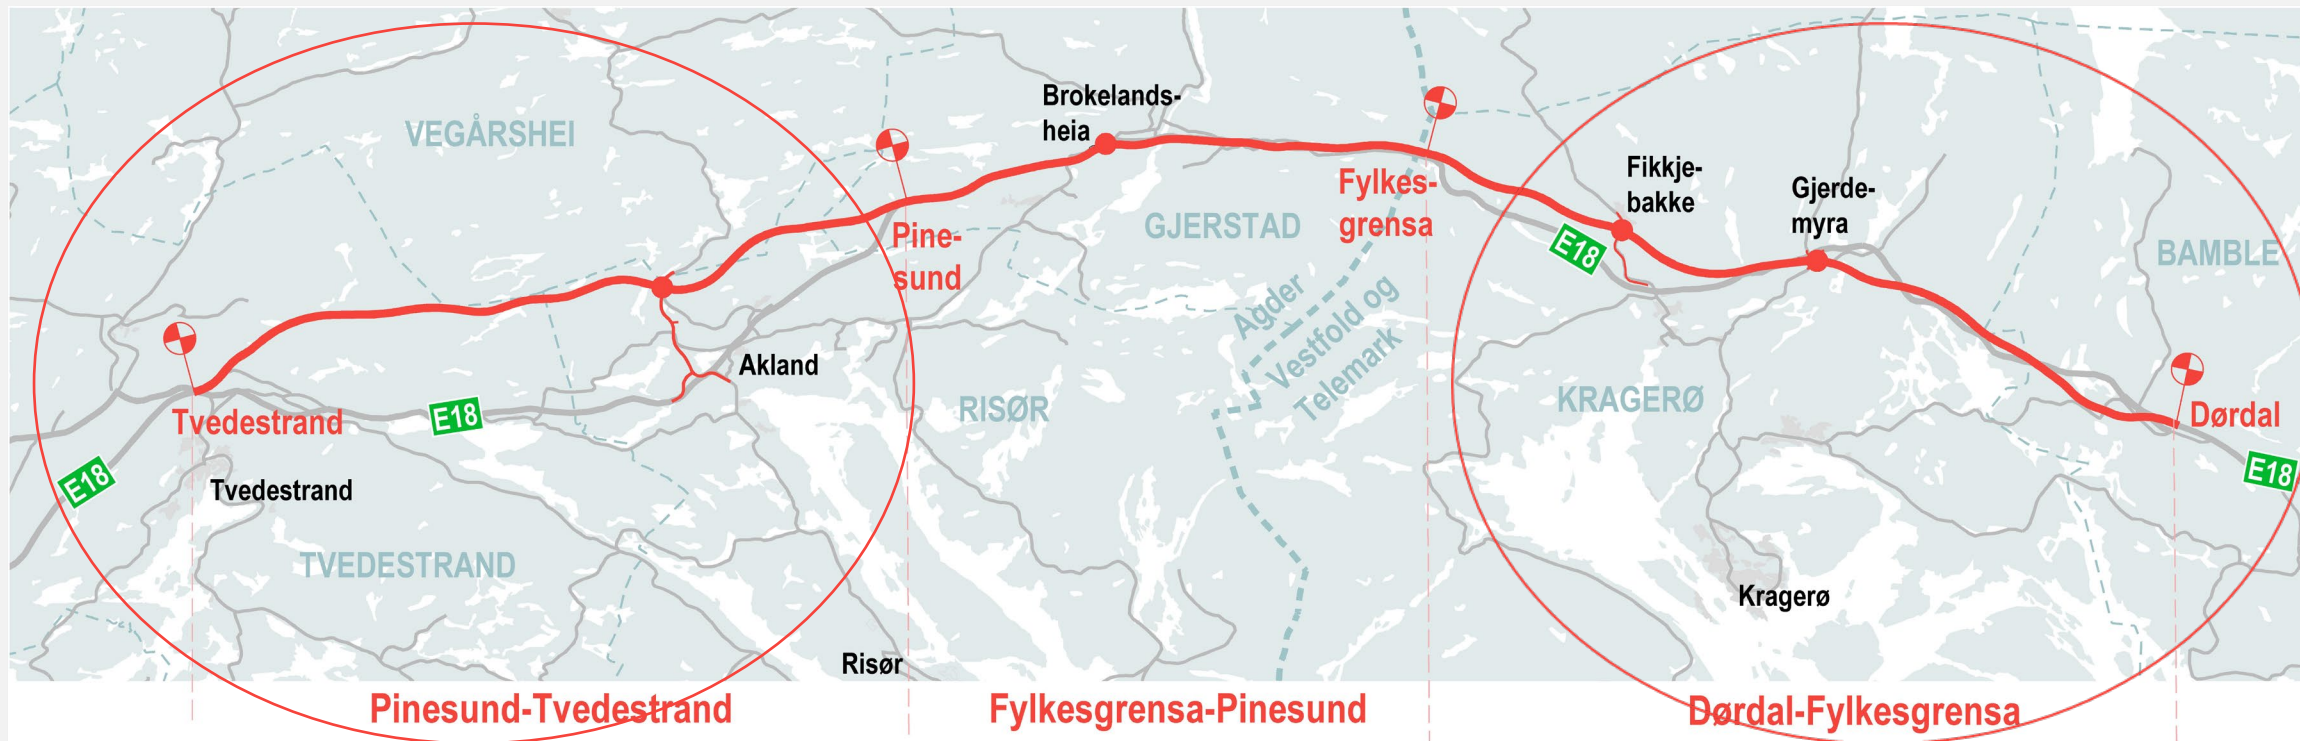 Brokelands-
heia
VEGÅRSHEI
Fikkje-
bakke
Gjerde-
myra
Fylkes-
grensa
GJERSTAD
Pine-
sund
E18
BAMBLE
Agder
Vestfold og
Telemark
Akland
RISØR
KRAGERØ
Tvedestrand
E18
Dørdal
E18
E18
Tvedestrand
TVEDESTRAND
Kragerø
Risør
Pinesund-Tvedestrand
Fylkesgrensa-Pinesund
Dørdal-Fylkesgrensa